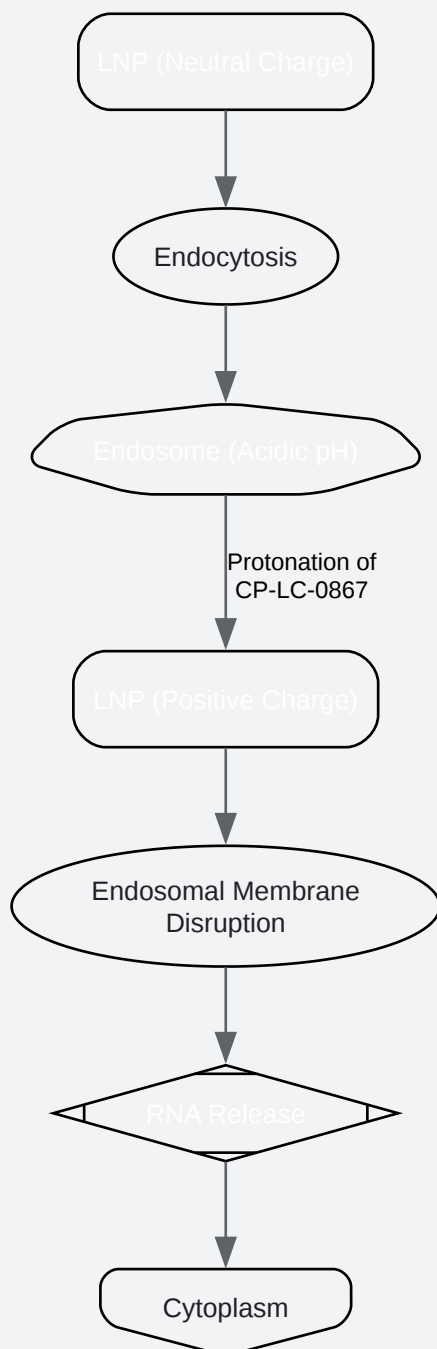 LNP (Neutral Charge)
Endocytosis
Endosome (Acidic pH)
Protonation of
CP-LC-0867
LNP (Positive Charge)
Endosomal Membrane
Disruption
RNA Release
Cytoplasm